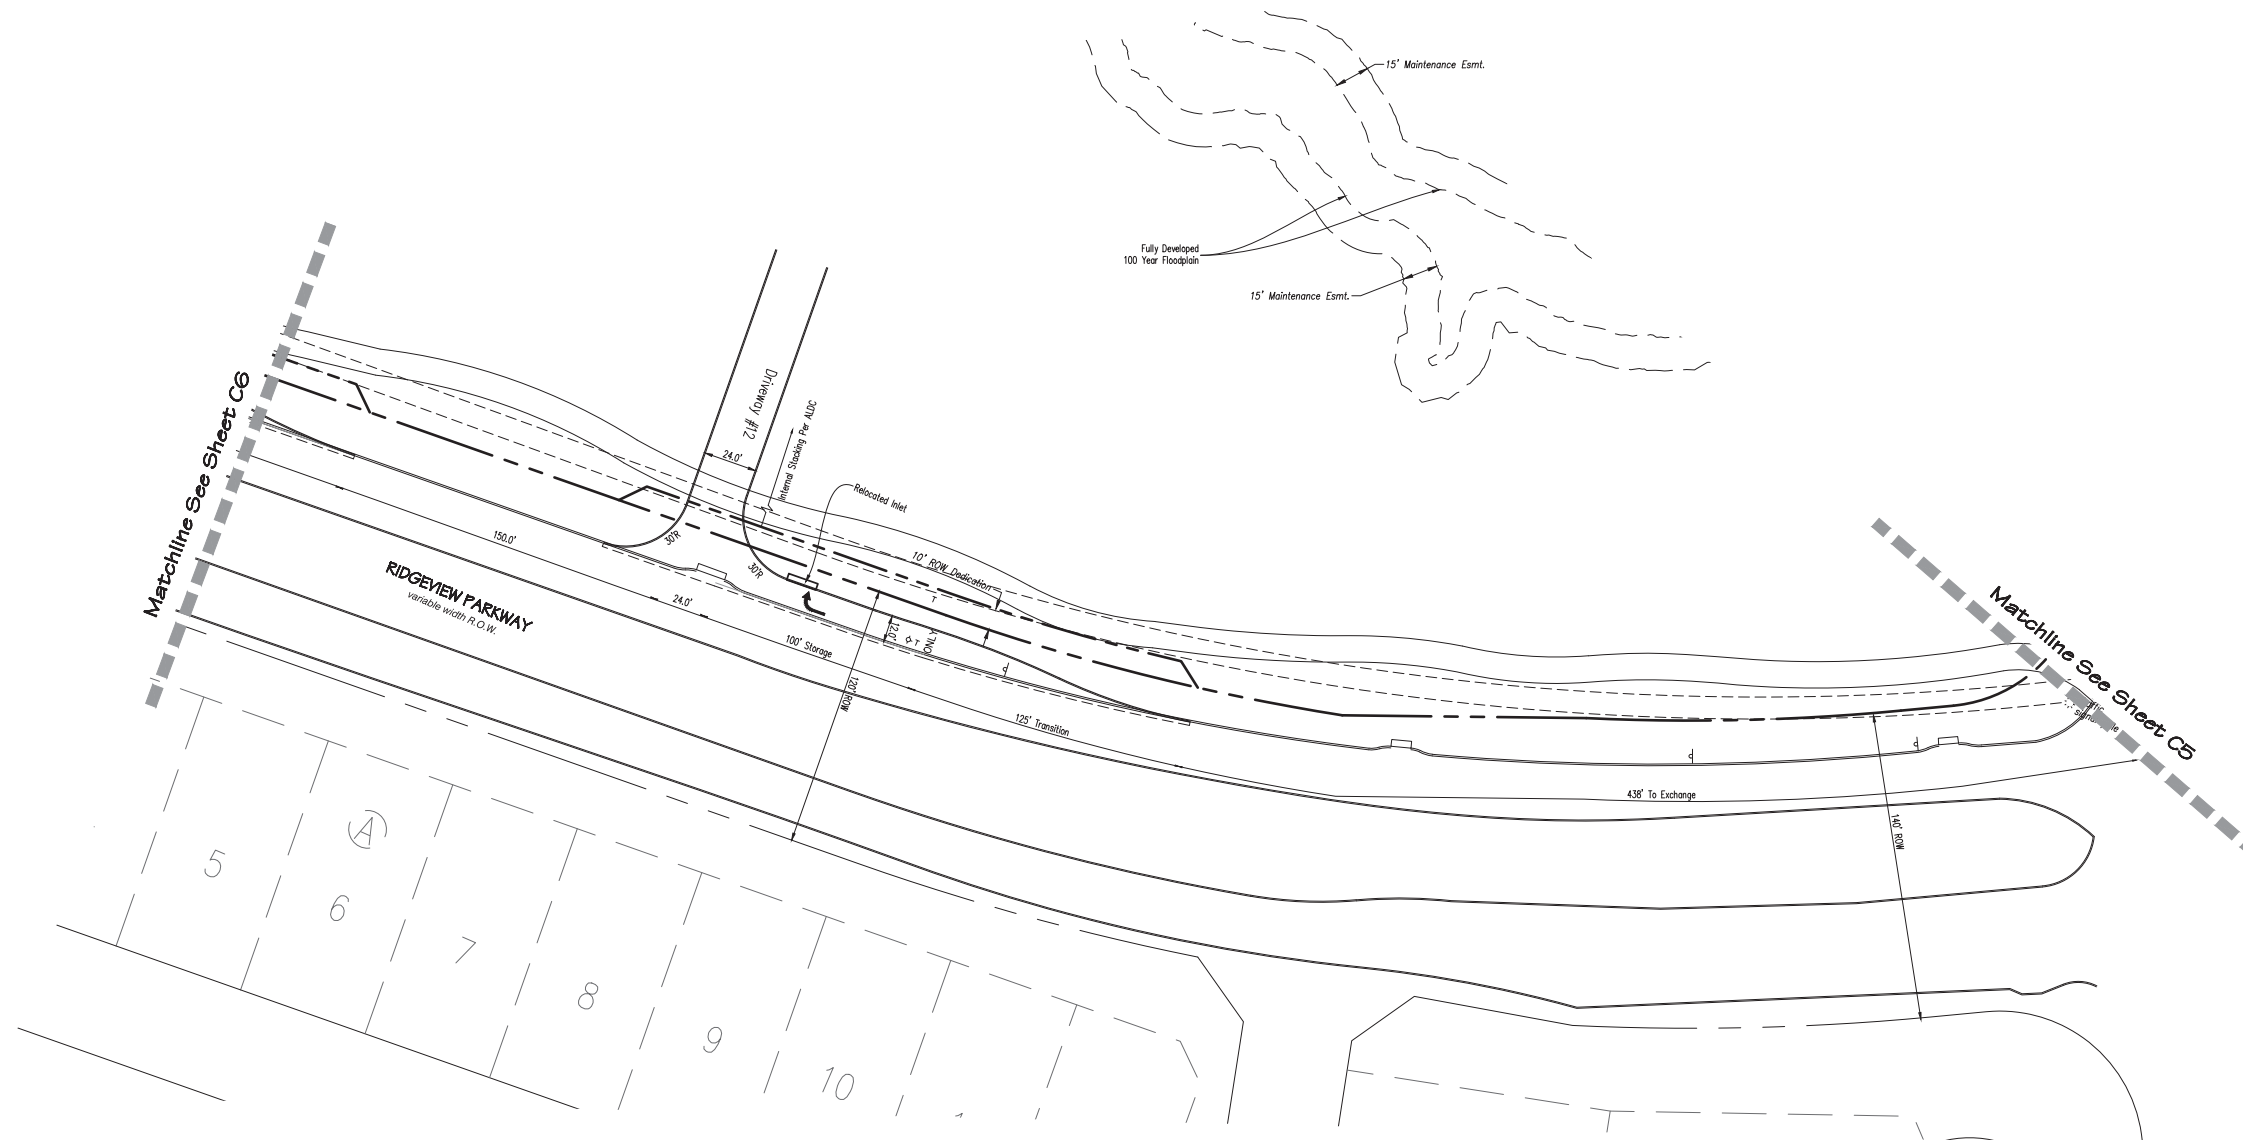 15' Maintenance Esmt.
Fully Developed
100 Year Floodplain
15' Maintenance Esmt.
Matchline See Sheet C6
Driveway #12
Internal Stacking Per ALDC
24.0'
Relocated Inlet
30'R
30'R
10' ROW Dedication
150.0'
RIDGEVIEW PARKWAY
variable width R.O.W.
24.0'
100' Storage
12.0'
T
T
ONLY
120' ROW
125' Transition
438' To Exchange
140' ROW
Matchline See Sheet C5
A
5
6
7
8
9
10